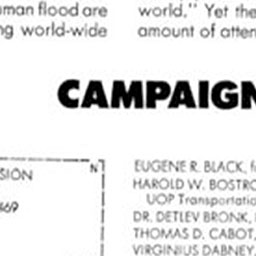 uman flood are
ng world-wide
world." Yet the
amount of atten
CAMPAIGN
SION
N
469
EUGENE R. BLACK, f
HAROLD W. BOSTRO
UOP Transportatio
DR. DETLEV BRONK,
THOMAS D. CABOT,
VIRGINIUS DABNEY,